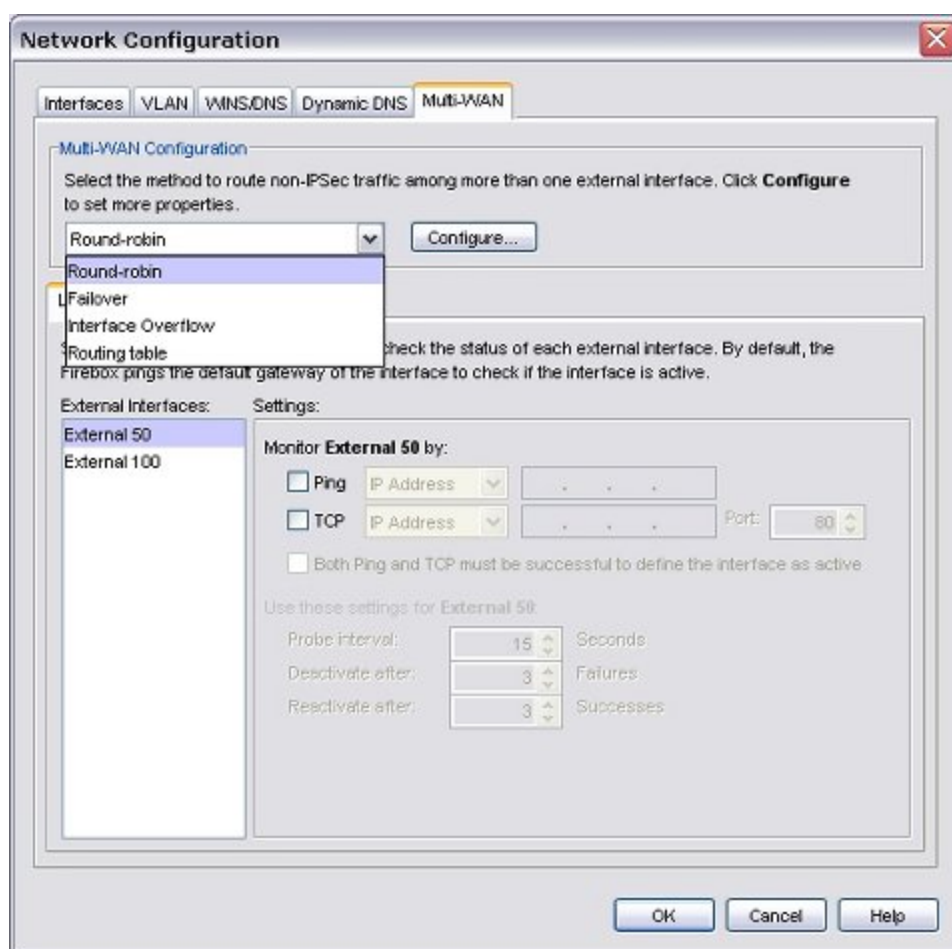 Network Configuration
Interfaces VLAN WINS/DNS Dynamic DNS Multi-WAN
Multi-WAN Configuration
Select the method to route non-IPSec traffic among more than one external interface. Click Configure
to set more properties.
Round-robin Configure...
Round-robin
Failover
Interface Overflow
Routing table
check the status of each external interface. By default, the
Firebox pings the default gateway of the interface to check if the interface is active.
External Interfaces: Settings:
External 50
External 100
Monitor External 50 by:
Ping IP Address . . .
TCP IP Address . . . Port: 80
Both Ping and TCP must be successful to define the interface as active
Use these settings for External 50:
Probe interval: 15 Seconds
Deactivate after: 3 Failures
Reactivate after: 3 Successes
OK Cancel Help